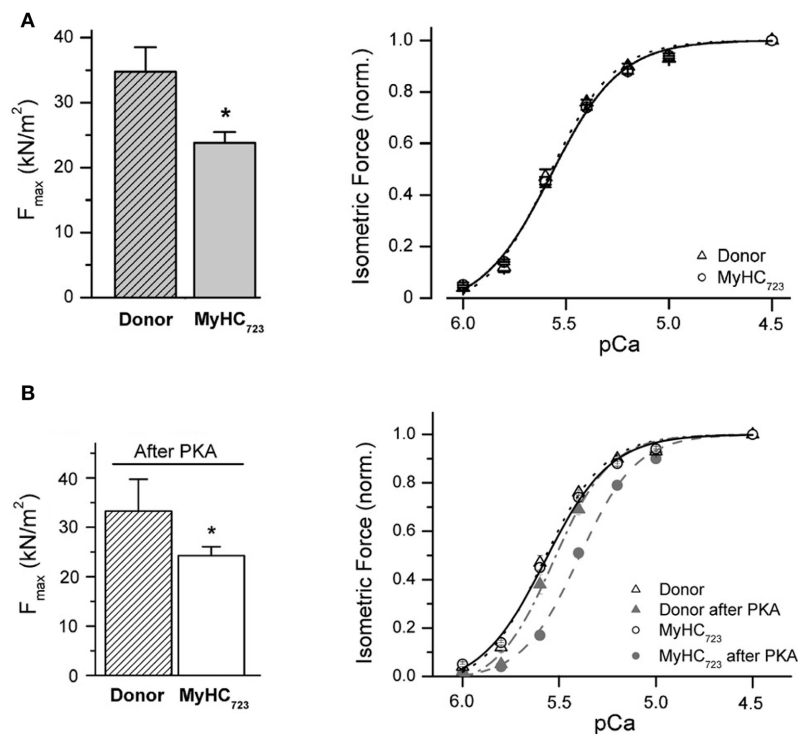 A
F_max (kN/m²)
40
30
20
10
0
*
Donor
MyHC₇₂₃
Isometric Force (norm.)
1.0
0.8
0.6
0.4
0.2
0.0
Donor
MyHC₇₂₃
6.0 5.5 5.0 4.5
pCa
B
After PKA
F_max (kN/m²)
40
30
20
10
0
*
Donor
MyHC₇₂₃
Isometric Force (norm.)
1.0
0.8
0.6
0.4
0.2
0.0
Donor
Donor after PKA
MyHC₇₂₃
MyHC₇₂₃ after PKA
6.0 5.5 5.0 4.5
pCa